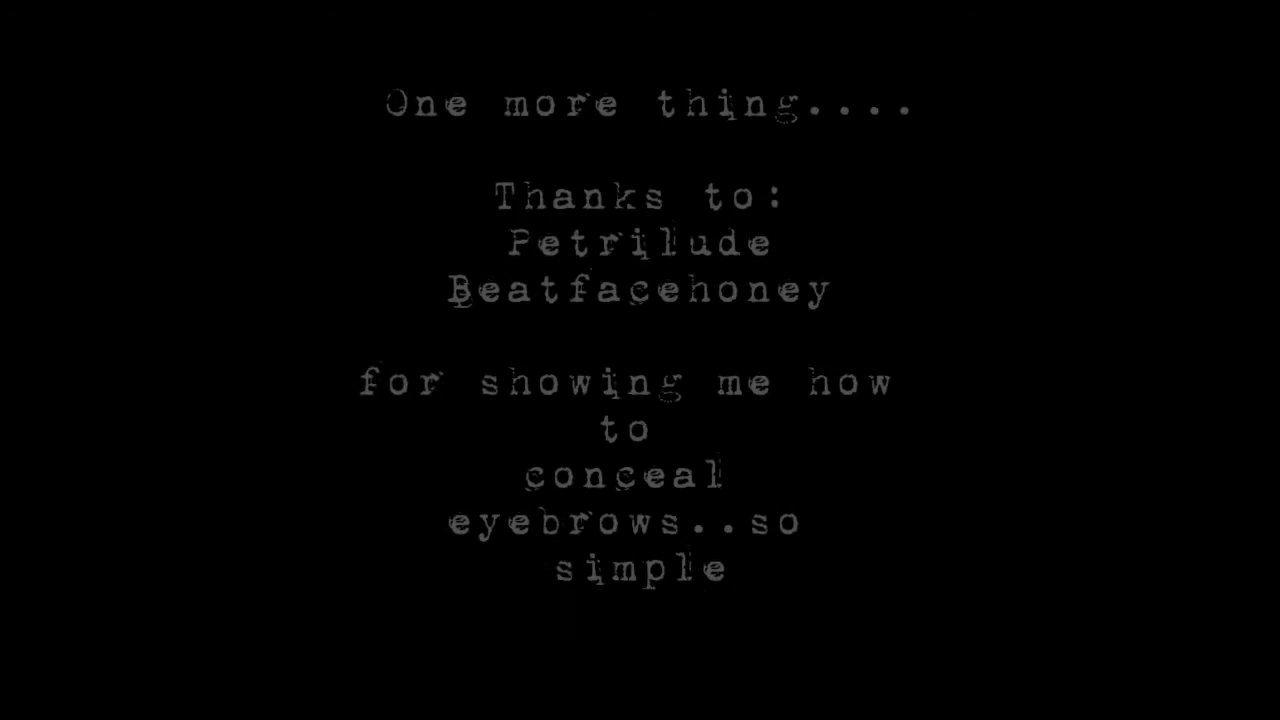 One more thing....
Thanks to:
Petrilude
Beatfacehoney
for showing me how
to
conceal
eyebrows..so
simple